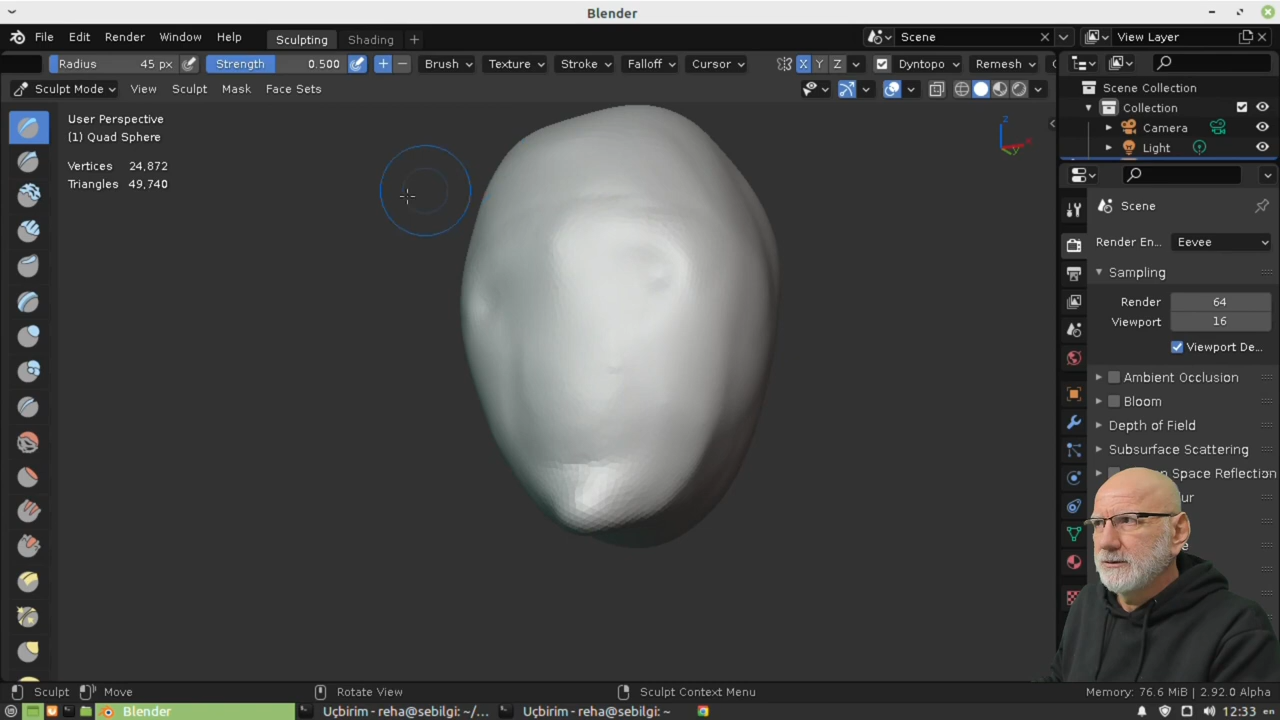 Blender
File Edit Render Window Help Sculpting Shading + Scene View Layer
Radius 45 px Strength 0.500 + − Brush Texture Stroke Falloff Cursor X Y Z Dyntopo Remesh
Sculpt Mode View Sculpt Mask Face Sets
User Perspective
(1) Quad Sphere
Vertices 24,872
Triangles 49,740
Z
Scene Collection
Collection
Camera
Light
Scene
Render En... Eevee
Sampling
Render 64
Viewport 16
Viewport De...
Ambient Occlusion
Bloom
Depth of Field
Subsurface Scattering
Space Reflection
ur
e
Sculpt Move Rotate View Sculpt Context Menu Memory: 76.6 MiB | 2.92.0 Alpha
Blender Uçbirim - reha@sebilgi: ~/... Uçbirim - reha@sebilgi: ~ 12:33 en